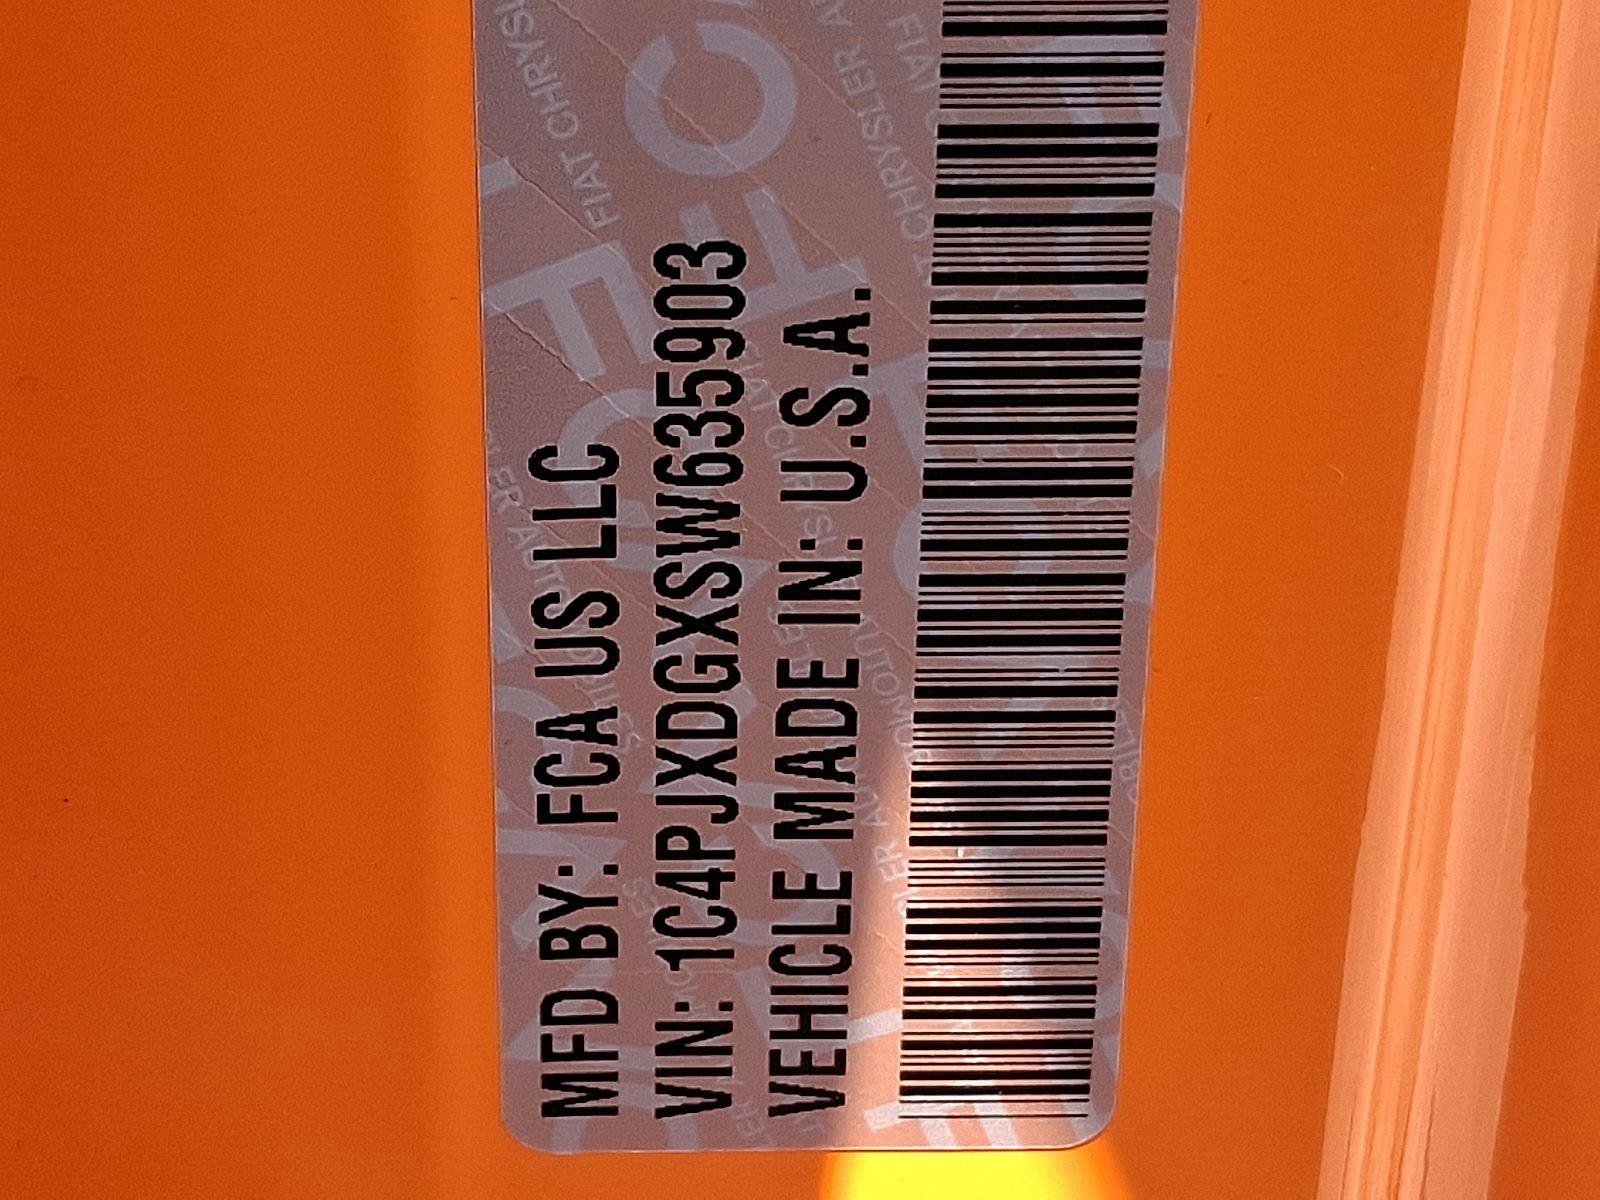 MFD BY: FCA US LLC
VIN: 1C4PJXDGXSW635903
VEHICLE MADE IN: U.S.A.